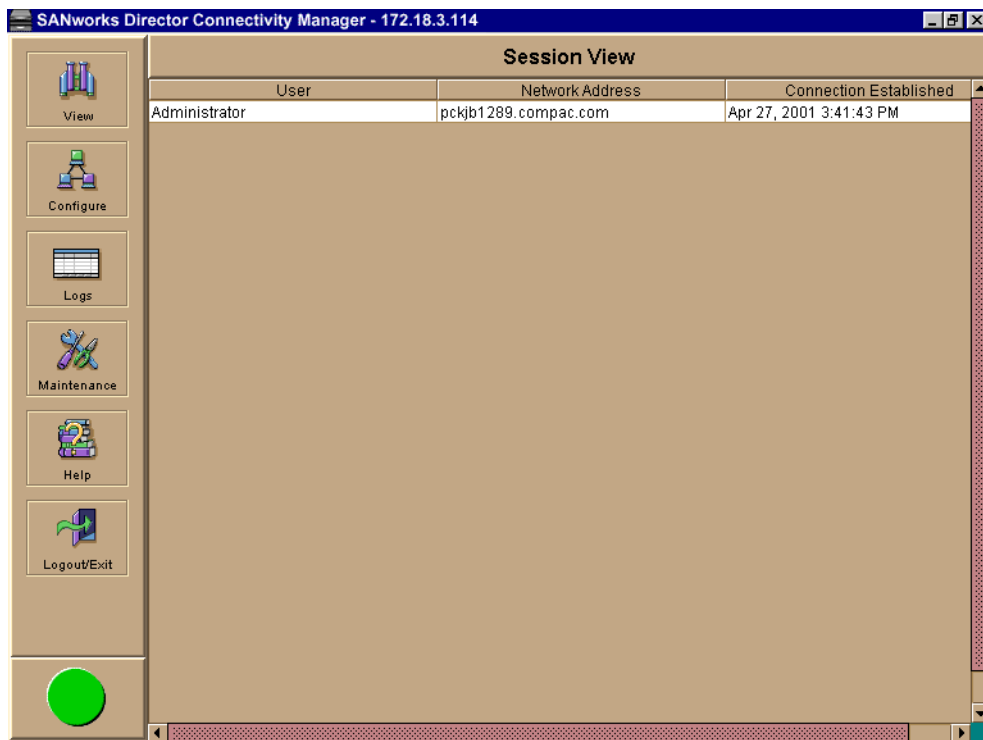 SANworks Director Connectivity Manager - 172.18.3.114
Session View
User Network Address Connection Established
Administrator pckjb1289.compac.com Apr 27, 2001 3:41:43 PM
View
Configure
Logs
Maintenance
Help
Logout/Exit